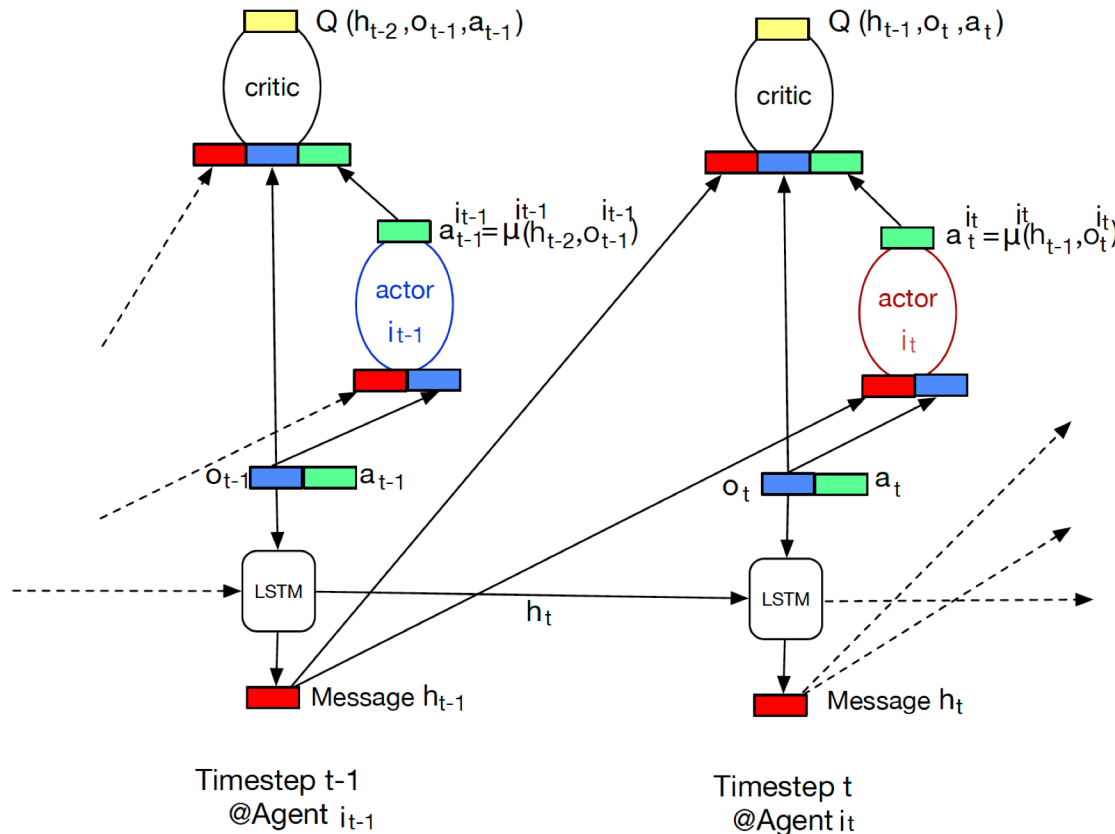 Q (h_{t-2},o_{t-1},a_{t-1})
critic
a_{t-1}^{i_{t-1}}=μ^{i_{t-1}}(h_{t-2},o_{t-1}^{i_{t-1}})
actor
i_{t-1}
o_{t-1} a_{t-1}
LSTM
h_t
Message h_{t-1}
Timestep t-1
@Agent i_{t-1}
Q (h_{t-1},o_t,a_t)
critic
a_t^{i_t}=μ^{i_t}(h_{t-1},o_t^{i_t})
actor
i_t
o_t a_t
LSTM
Message h_t
Timestep t
@Agent i_t